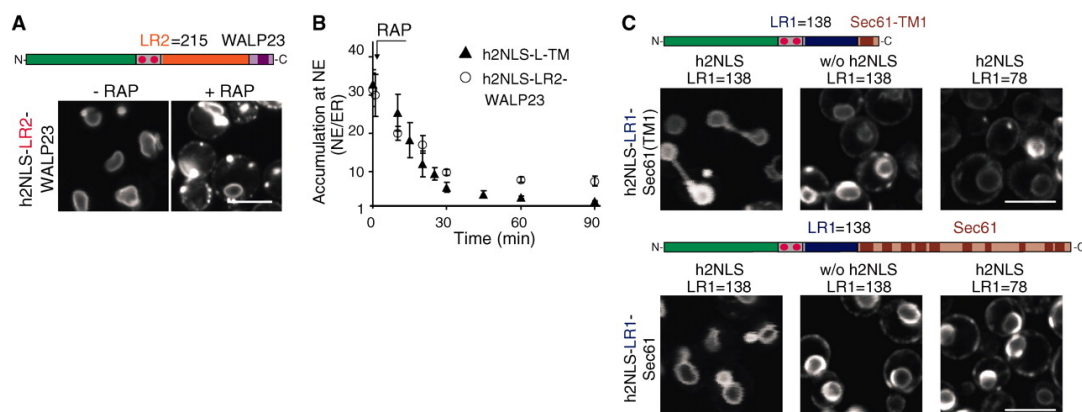 A
LR2=215 WALP23
N- -C
- RAP + RAP
h2NLS-LR2-
WALP23
B
RAP
Accumulation at NE
(NE/ER)
40
30
20
10
1
0 30 60 90
Time (min)
h2NLS-L-TM
h2NLS-LR2-
WALP23
C
LR1=138 Sec61-TM1
N- -C
h2NLS
LR1=138
w/o h2NLS
LR1=138
h2NLS
LR1=78
h2NLS-LR1-
Sec61(TM1)
LR1=138 Sec61
N- -C
h2NLS
LR1=138
w/o h2NLS
LR1=138
h2NLS
LR1=78
h2NLS-LR1-
Sec61